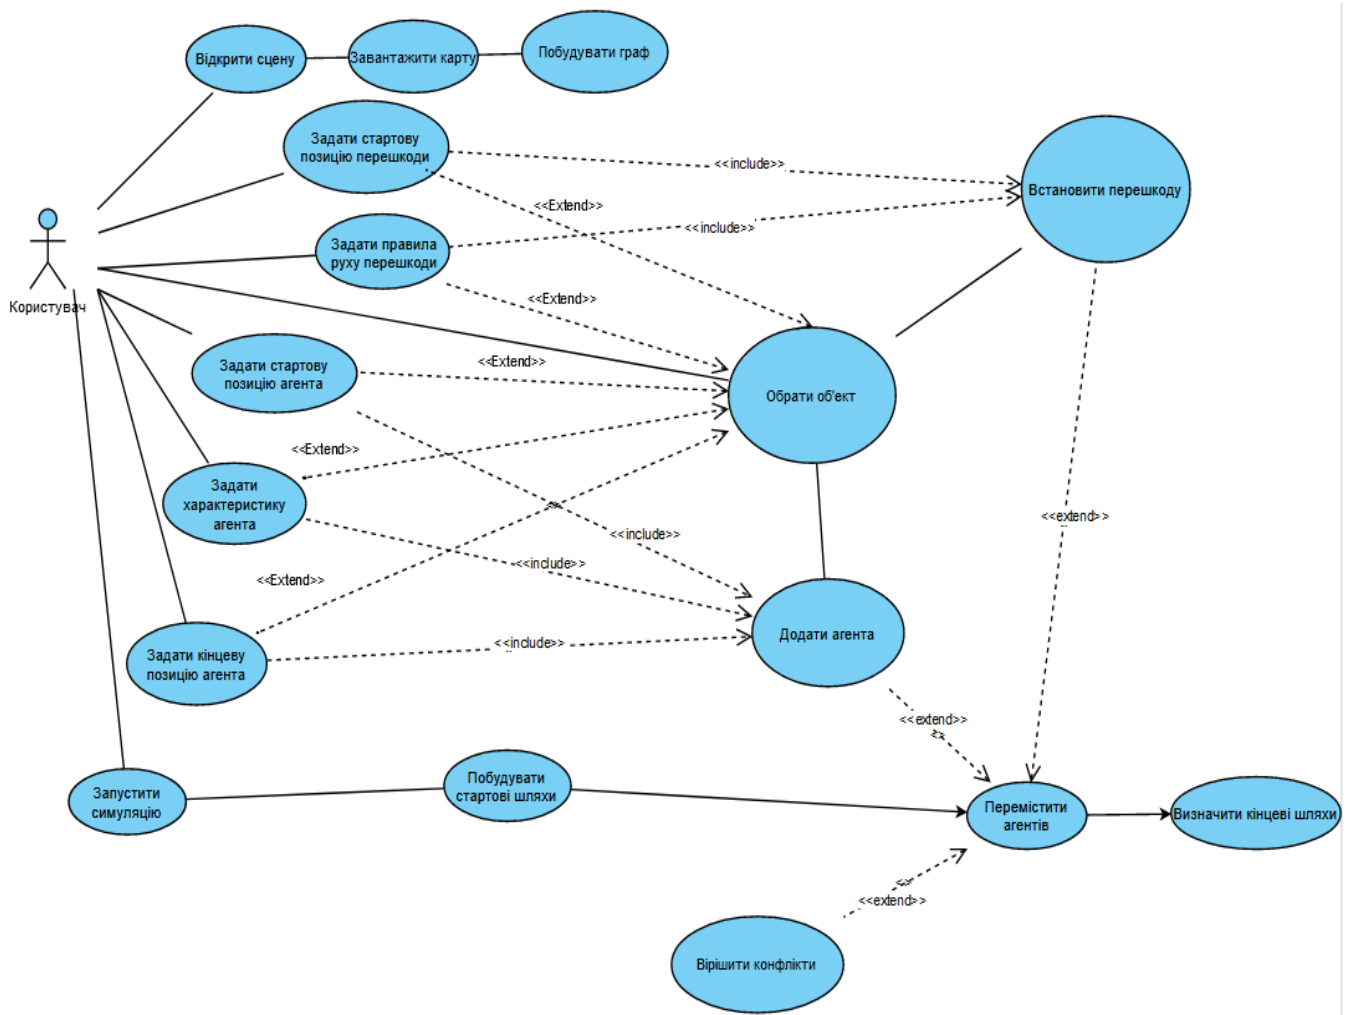 Відкрити сцену
Завантажити карту
Побудувати граф
Задати стартову
позицію перешкоди
<<include>>
Встановити перешкоду
<<Extend>>
<<include>>
Задати правила
руху перешкоди
Користувач
<<Extend>>
Задати стартову
позицію агента
<<Extend>>
Обрати об'ект
<<Extend>>
Задати
характеристику
агента
<<extend>>
<<include>>
<<include>>
<<Extend>>
Задати кінцеву
позицію агента
<<include>>
Додати агента
<<extend>>
Запустити
симуляцію
Побудувати
стартові шляхи
Перемістити
агентів
Визначити кінцеві шляхи
<<extend>>
Вірішити конфлікти